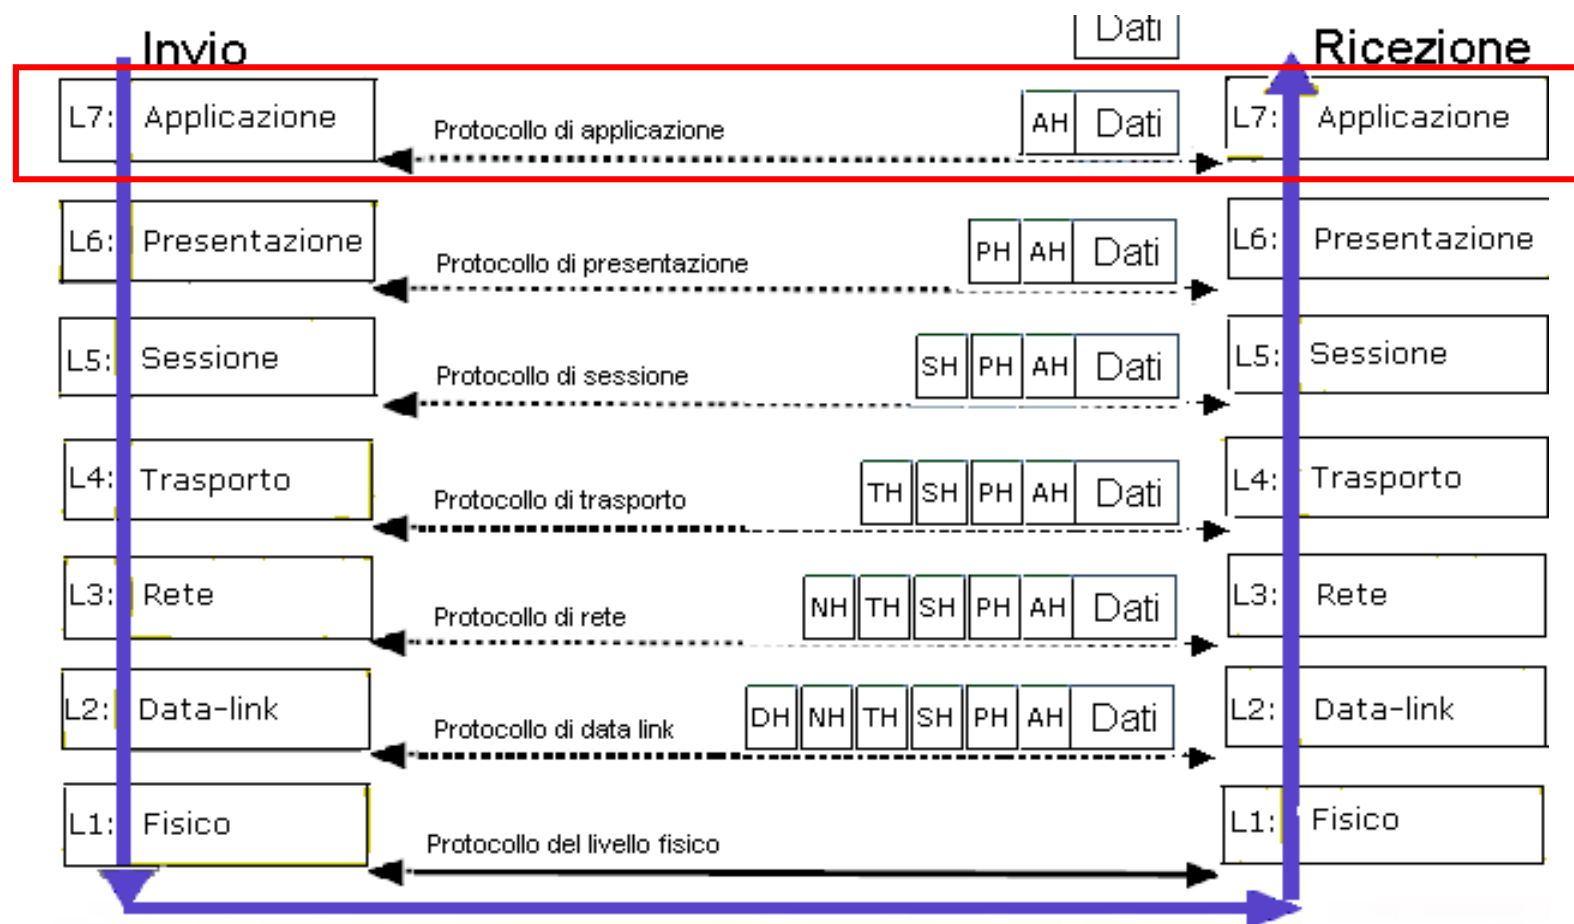 Invio
Dati
Ricezione
L7: Applicazione
Protocollo di applicazione
AH Dati
L7: Applicazione
L6: Presentazione
Protocollo di presentazione
PH AH Dati
L6: Presentazione
L5: Sessione
Protocollo di sessione
SH PH AH Dati
L5: Sessione
L4: Trasporto
Protocollo di trasporto
TH SH PH AH Dati
L4: Trasporto
L3: Rete
Protocollo di rete
NH TH SH PH AH Dati
L3: Rete
L2: Data-link
Protocollo di data link
DH NH TH SH PH AH Dati
L2: Data-link
L1: Fisico
Protocollo del livello fisico
L1: Fisico